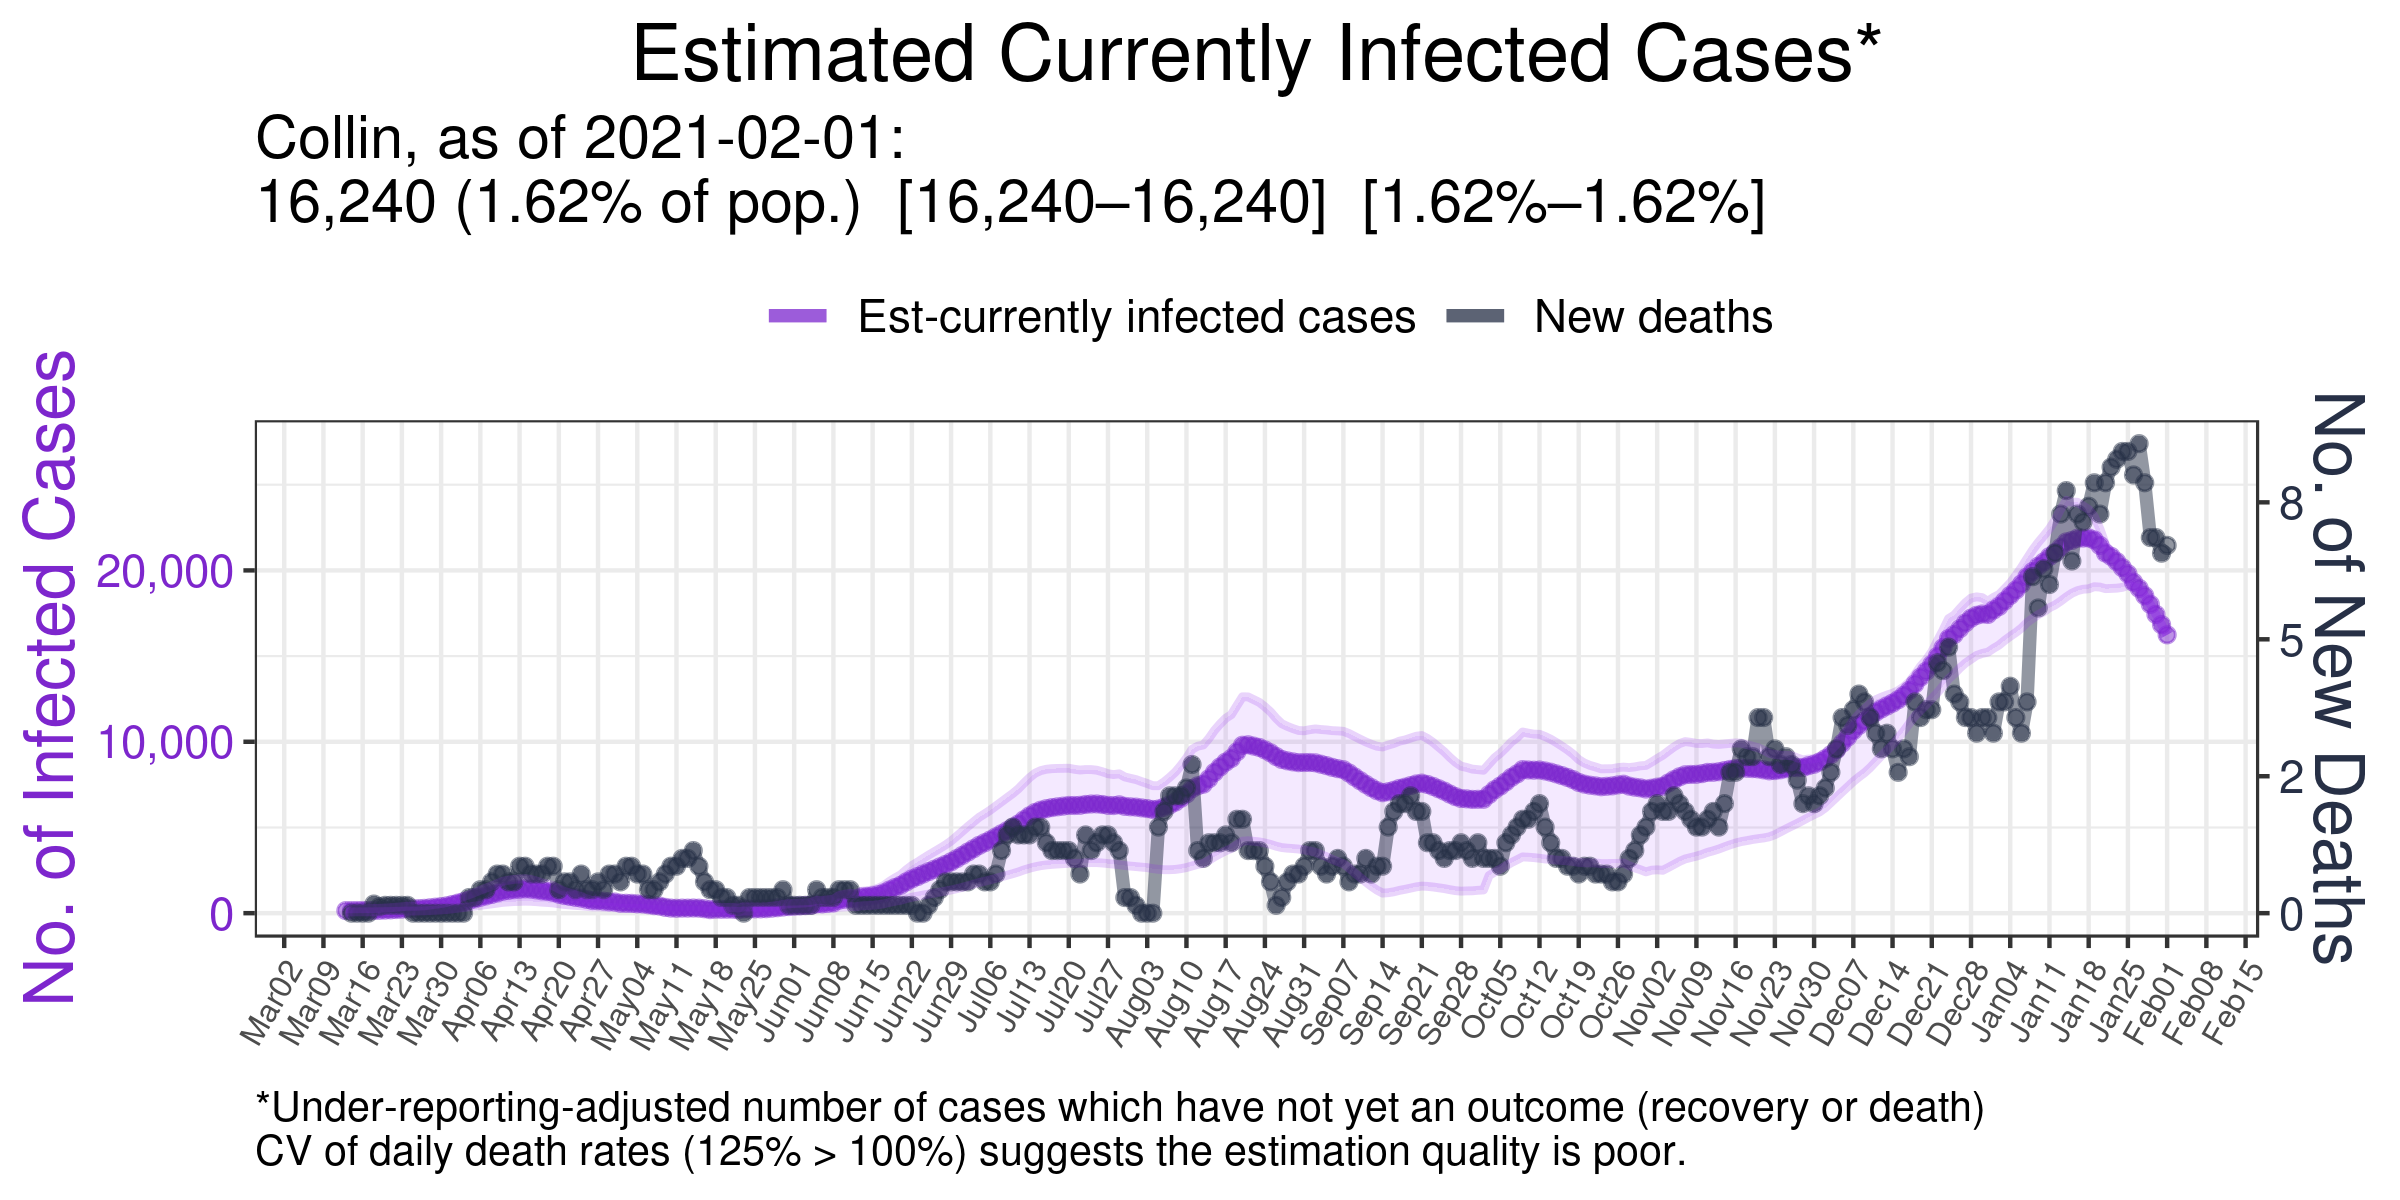 Estimated Currently Infected Cases*
Collin, as of 2021-02-01:
16,240 (1.62% of pop.) [16,240–16,240] [1.62%–1.62%]
Est-currently infected cases New deaths
No. of Infected Cases
20,000
10,000
0
8
5
2
0
No. of New Deaths
Mar02 Mar09 Mar16 Mar23 Mar30 Apr06 Apr13 Apr20 Apr27 May04 May11 May18 May25 Jun01 Jun08 Jun15 Jun22 Jun29 Jul06 Jul13 Jul20 Jul27 Aug03 Aug10 Aug17 Aug24 Aug31 Sep07 Sep14 Sep21 Sep28 Oct05 Oct12 Oct19 Oct26 Nov02 Nov09 Nov16 Nov23 Nov30 Dec07 Dec14 Dec21 Dec28 Jan04 Jan11 Jan18 Jan25 Feb01 Feb08 Feb15
*Under-reporting-adjusted number of cases which have not yet an outcome (recovery or death)
CV of daily death rates (125% > 100%) suggests the estimation quality is poor.